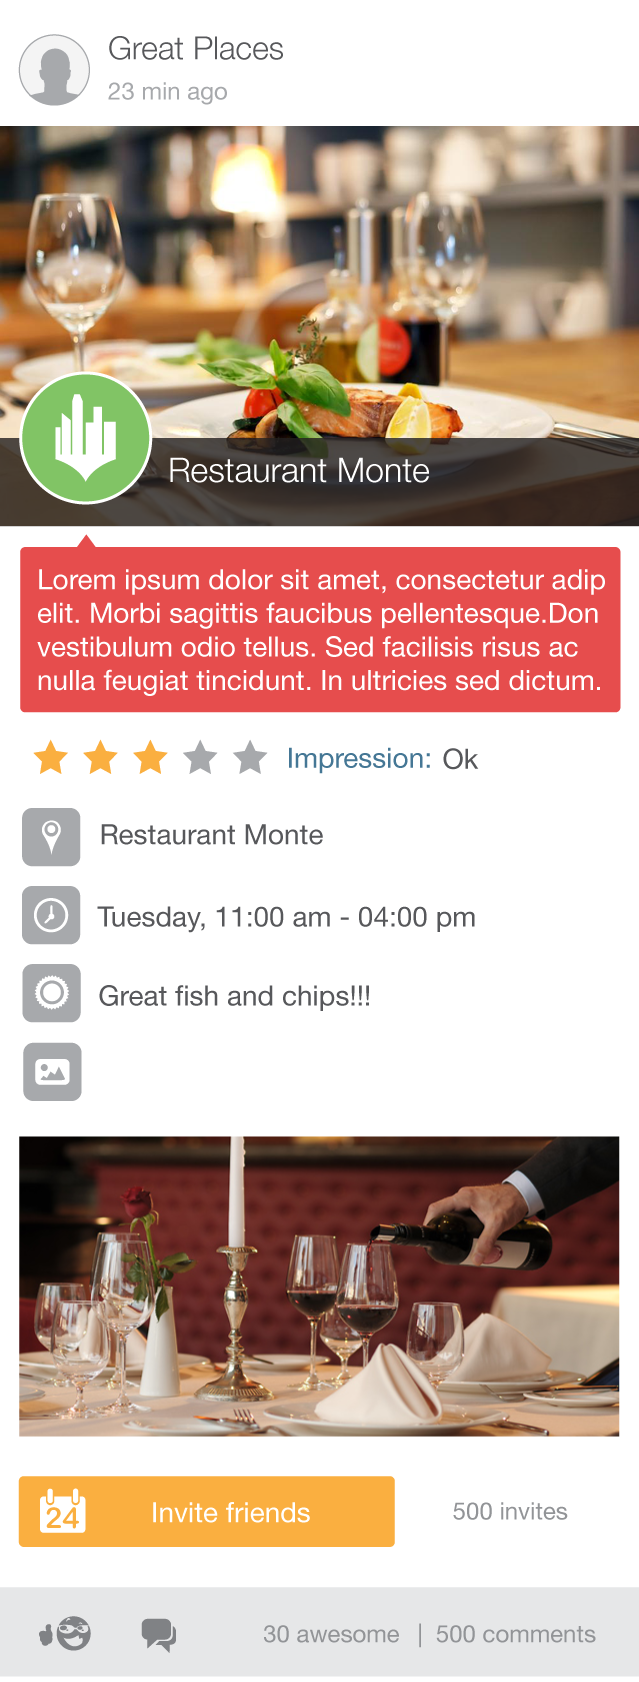 Great Places
23 min ago
Restaurant Monte
Lorem ipsum dolor sit amet, consectetur adip
elit. Morbi sagittis faucibus pellentesque.Don
vestibulum odio tellus. Sed facilisis risus ac
nulla feugiat tincidunt. In ultricies sed dictum.
Impression: Ok
Restaurant Monte
Tuesday, 11:00 am - 04:00 pm
Great fish and chips!!!
24 Invite friends 500 invites
30 awesome | 500 comments